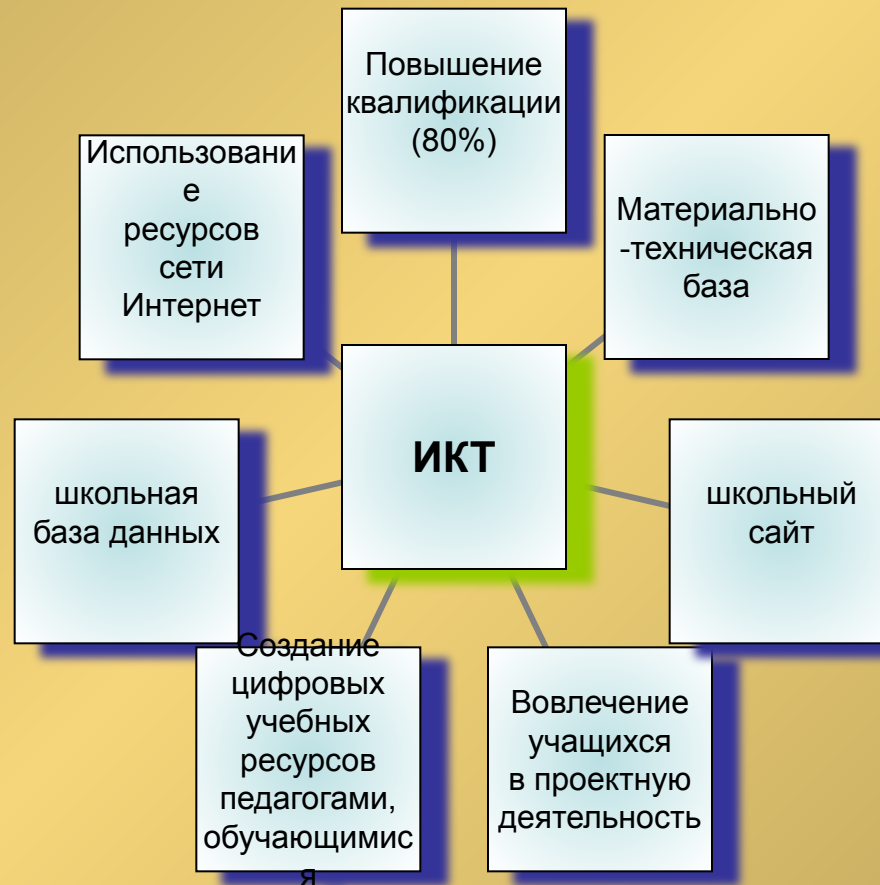 Повышение
квалификации
(80%)
Использовани
е
ресурсов
сети
Интернет
Материально
-техническая
база
ИКТ
школьная
база данных
школьный
сайт
Создание
цифровых
учебных
ресурсов
педагогами,
обучающимис
я
Вовлечение
учащихся
в проектную
деятельность